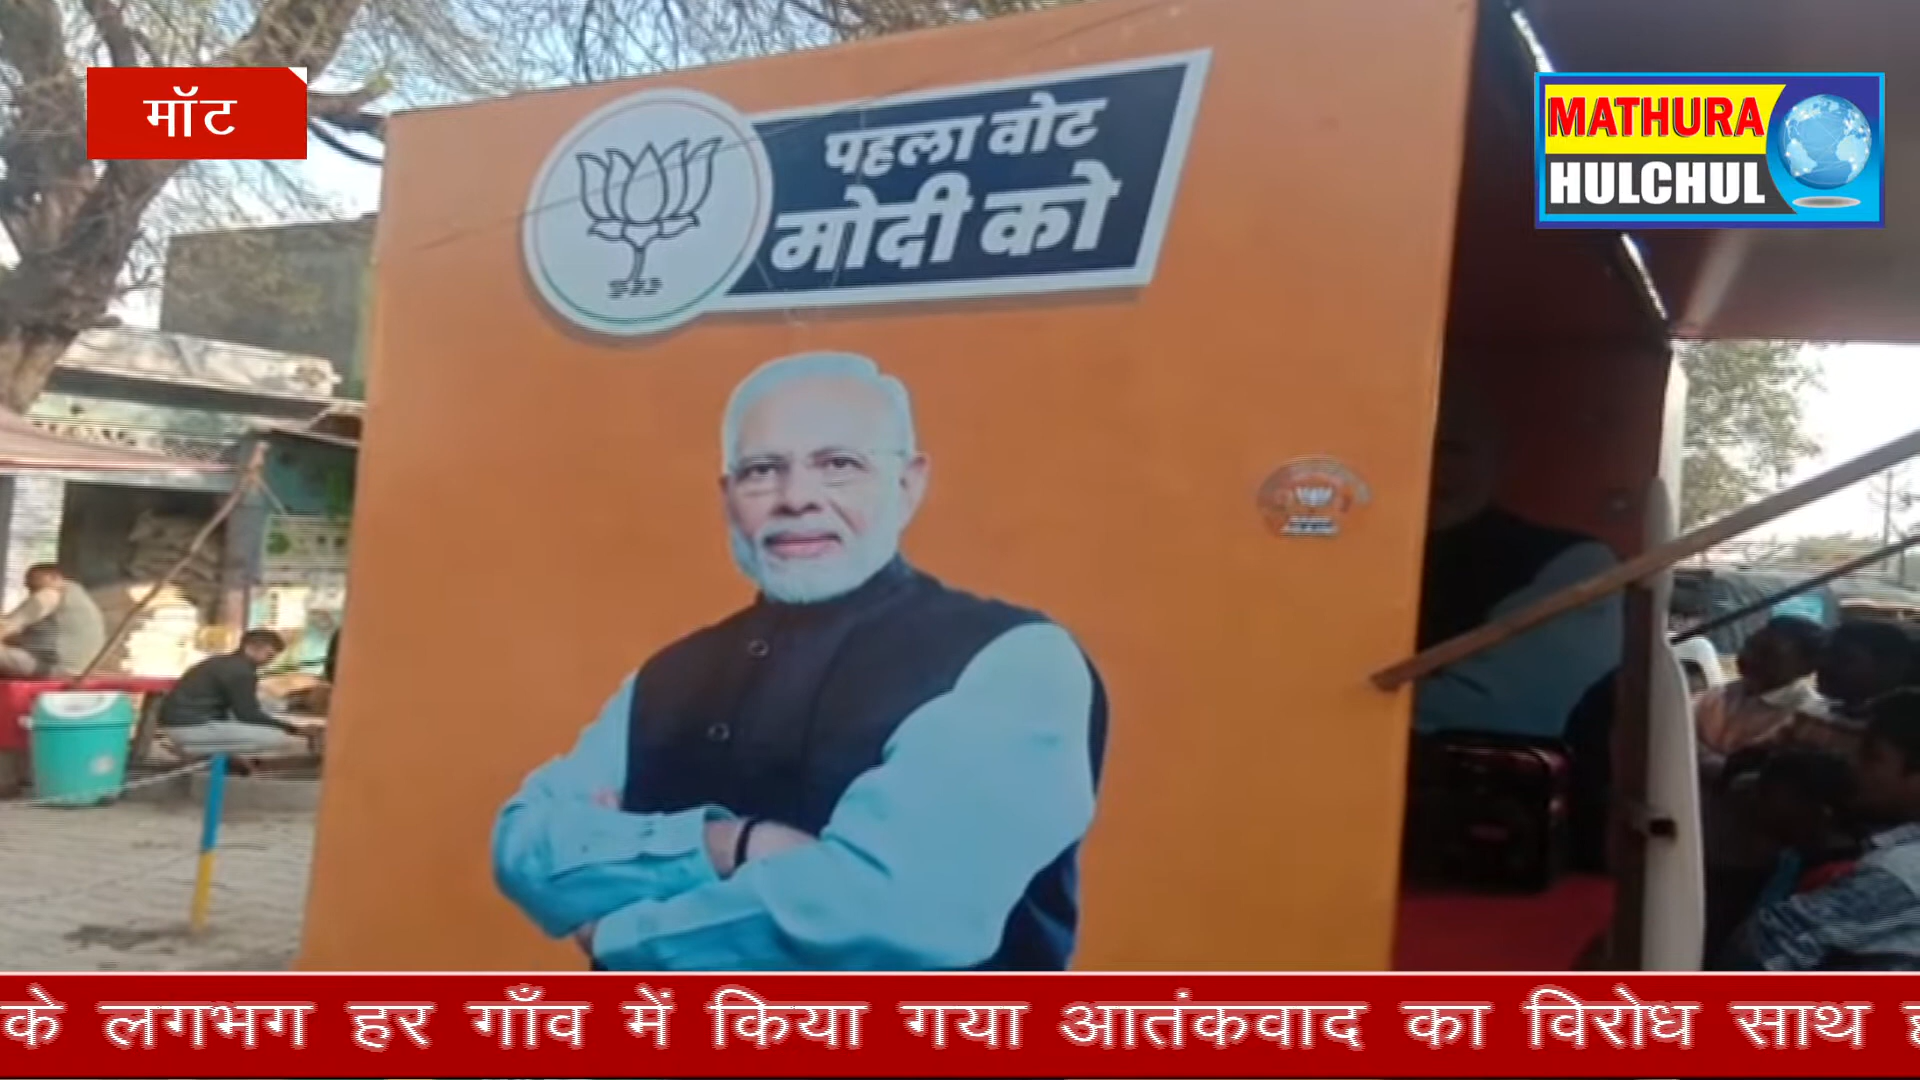 मॉट
MATHURA
HULCHUL
पहला वोट
मोदी को
के लगभग हर गाँव में किया गया आतंकवाद का विरोध साथ